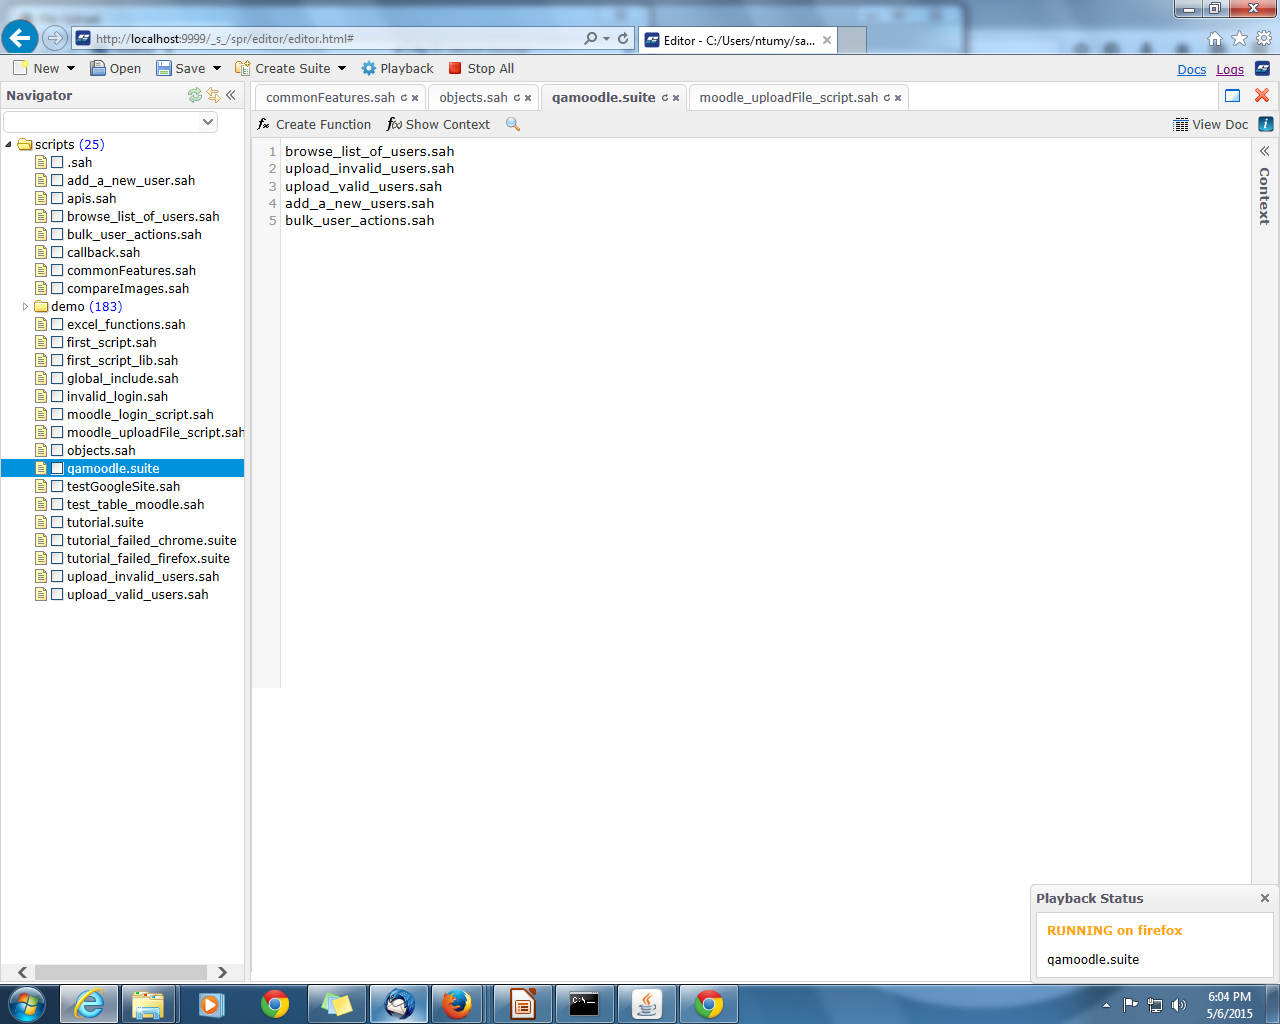 http://localhost:9999/_s_/spr/editor/editor.html#
Editor - C:/Users/ntumy/sa...
New Open Save Create Suite Playback Stop All
Docs Logs
Navigator
commonFeatures.sah objects.sah qamoodle.suite moodle_uploadFile_script.sah
Create Function Show Context View Doc
scripts (25)
.sah
add_a_new_user.sah
apis.sah
browse_list_of_users.sah
bulk_user_actions.sah
callback.sah
commonFeatures.sah
compareImages.sah
demo (183)
excel_functions.sah
first_script.sah
first_script_lib.sah
global_include.sah
invalid_login.sah
moodle_login_script.sah
moodle_uploadFile_script.sah
objects.sah
qamoodle.suite
testGoogleSite.sah
test_table_moodle.sah
tutorial.suite
tutorial_failed_chrome.suite
tutorial_failed_firefox.suite
upload_invalid_users.sah
upload_valid_users.sah
1 browse_list_of_users.sah
2 upload_invalid_users.sah
3 upload_valid_users.sah
4 add_a_new_users.sah
5 bulk_user_actions.sah
Context
Playback Status
RUNNING on firefox
qamoodle.suite
6:04 PM
5/6/2015